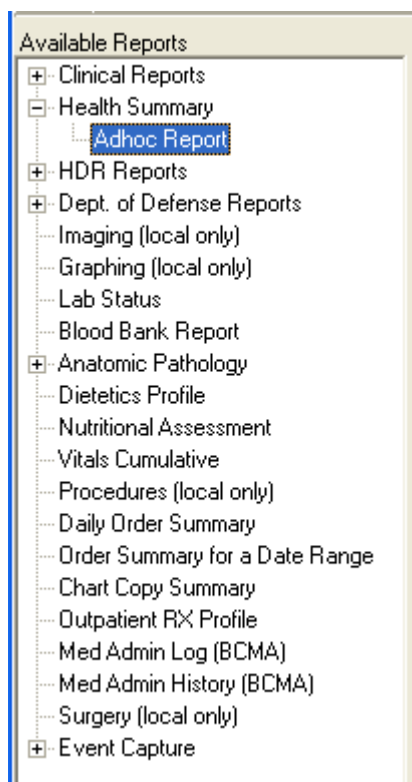 Available Reports
Clinical Reports
Health Summary
Adhoc Report
HDR Reports
Dept. of Defense Reports
Imaging (local only)
Graphing (local only)
Lab Status
Blood Bank Report
Anatomic Pathology
Dietetics Profile
Nutritional Assessment
Vitals Cumulative
Procedures (local only)
Daily Order Summary
Order Summary for a Date Range
Chart Copy Summary
Outpatient RX Profile
Med Admin Log (BCMA)
Med Admin History (BCMA)
Surgery (local only)
Event Capture